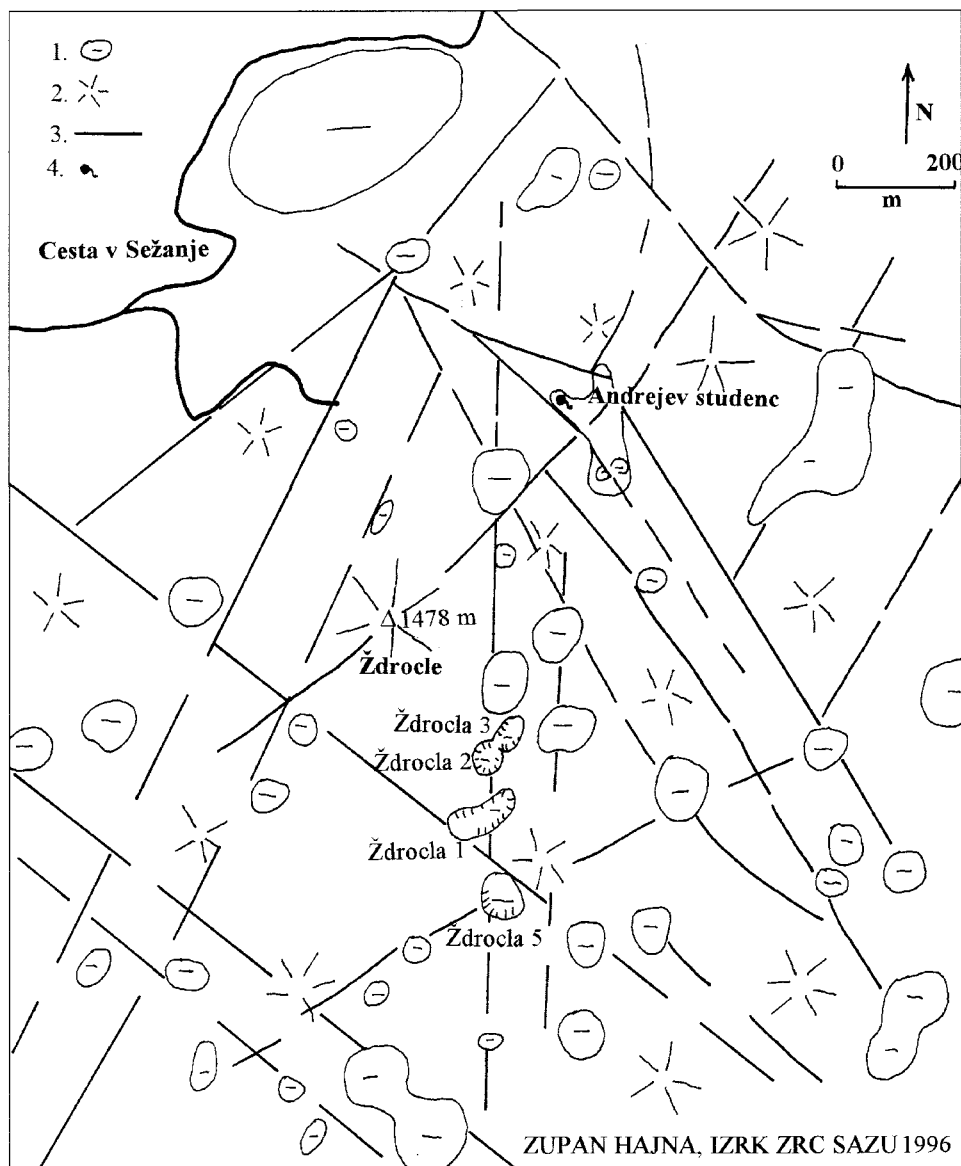 1.
2.
3.
4.
N
0 200
m
Cesta v Sežanje
Andrejev studenc
Δ1478 m
Ždrocle
Ždrocla 3
Ždrocla 2
Ždrocla 1
Ždrocla 5
ZUPAN HAJNA, IZRK ZRC SAZU 1996